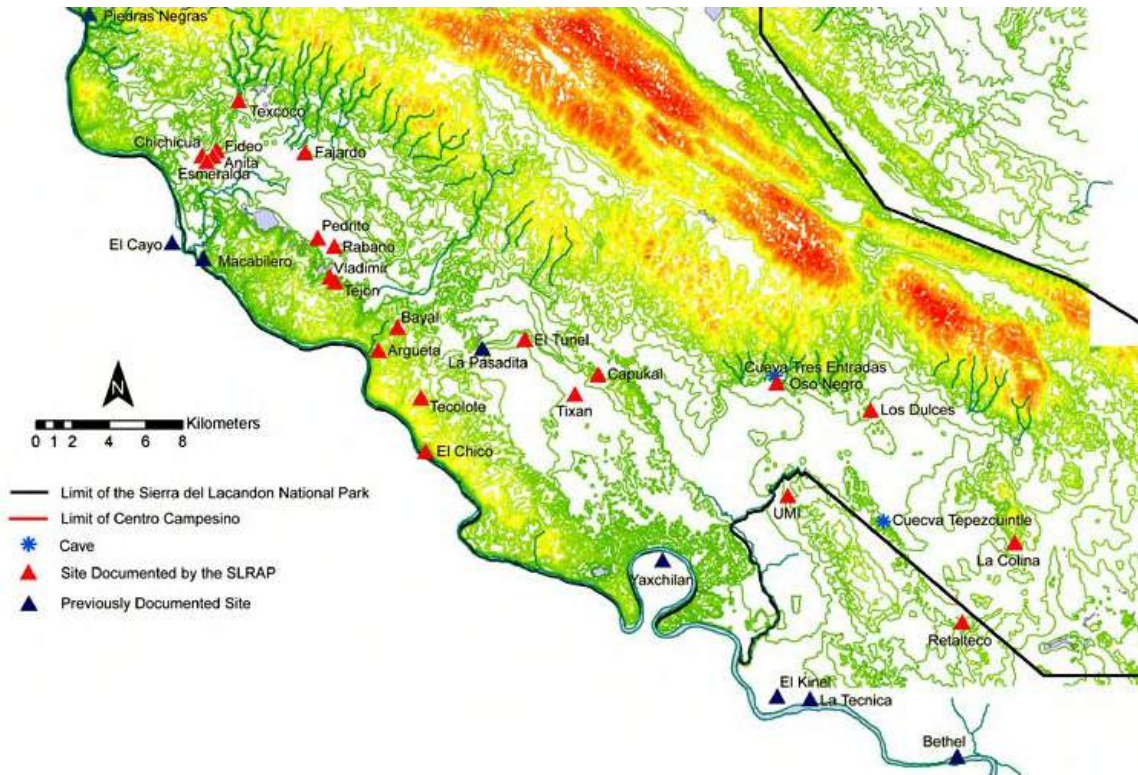 Piedras Negras
Texcoco
Chichicua
Fideo
Anita
Esmeralda
Fajardo
Pedrito
Rabano
El Cayo
Macabilero
Vladimir
Tejon
Bayal
Argueta
La Pasadita
El Tunel
Capukal
Cueva Tres Entradas
Oso Negro
Tixan
Tecolote
Los Dulces
N
Kilometers
0 1 2 4 6 8
El Chico
Limit of the Sierra del Lacandon National Park
Limit of Centro Campesino
Cave
Site Documented by the SLRAP
Previously Documented Site
UMI
Cuecva Tepezcuintle
La Colina
Yaxchilan
Retalteco
El Kinel
La Tecnica
Bethel